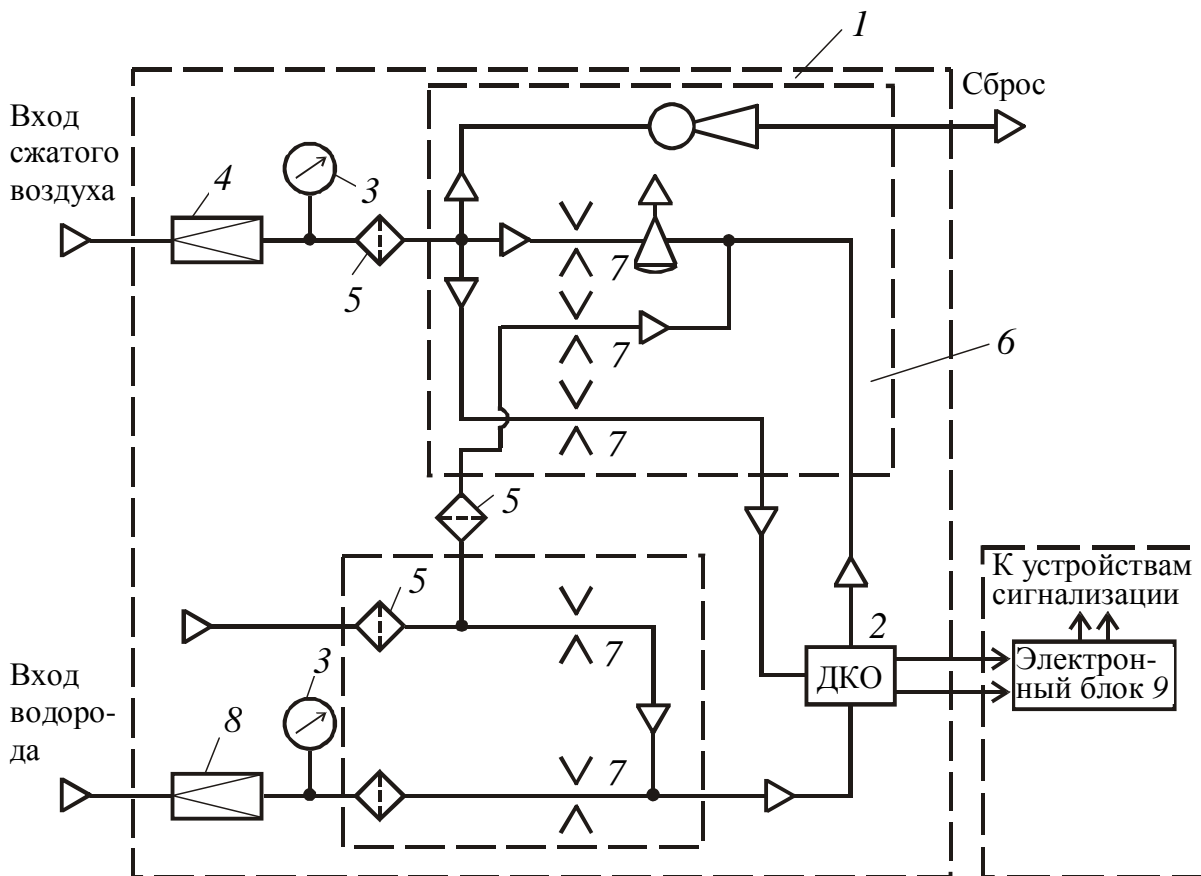 1
Сброс
Вход
сжатого
воздуха
4
3
5
7
7
6
7
5
К устройствам
сигнализации
5
7
2
Электрон-
ный блок 9
ДКО
Вход
водоро-
да
3
8
7